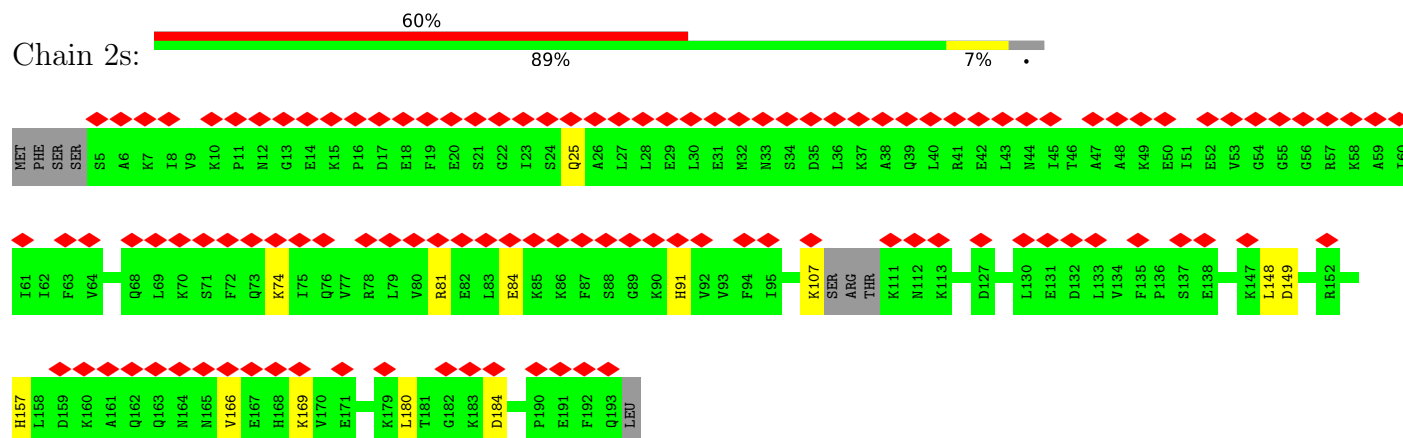 60%
Chain 2s:
89% 7% •
MET PHE SER SER S5 A6 K7 I8 V9 K10 P11 N12 G13 E14 K15 P16 D17 E18 F19 E20 S21 G22 I23 S24 Q25 A26 L27 L28 E29 L30 E31 M32 N33 S34 D35 L36 K37 A38 Q39 L40 R41 E42 L43 N44 I45 T46 A47 A48 K49 E50 I51 E52 V53 G54 G55 G56 R57 K58 A59 I60
I61 I62 F63 V64 Q68 L69 K70 S71 F72 Q73 K74 I75 Q76 V77 R78 L79 V80 R81 E82 L83 E84 K85 K86 F87 S88 G89 K90 H91 V92 V93 F94 I95 K107 SER ARG THR K111 N112 K113 D127 L130 E131 D132 L133 V134 F135 P136 S137 E138 K147 L148 D149 R152
H157 L158 D159 K160 A161 Q162 Q163 N164 N165 V166 E167 H168 K169 V170 E171 K179 L180 T181 G182 K183 D184 P190 E191 F192 Q193 LEU